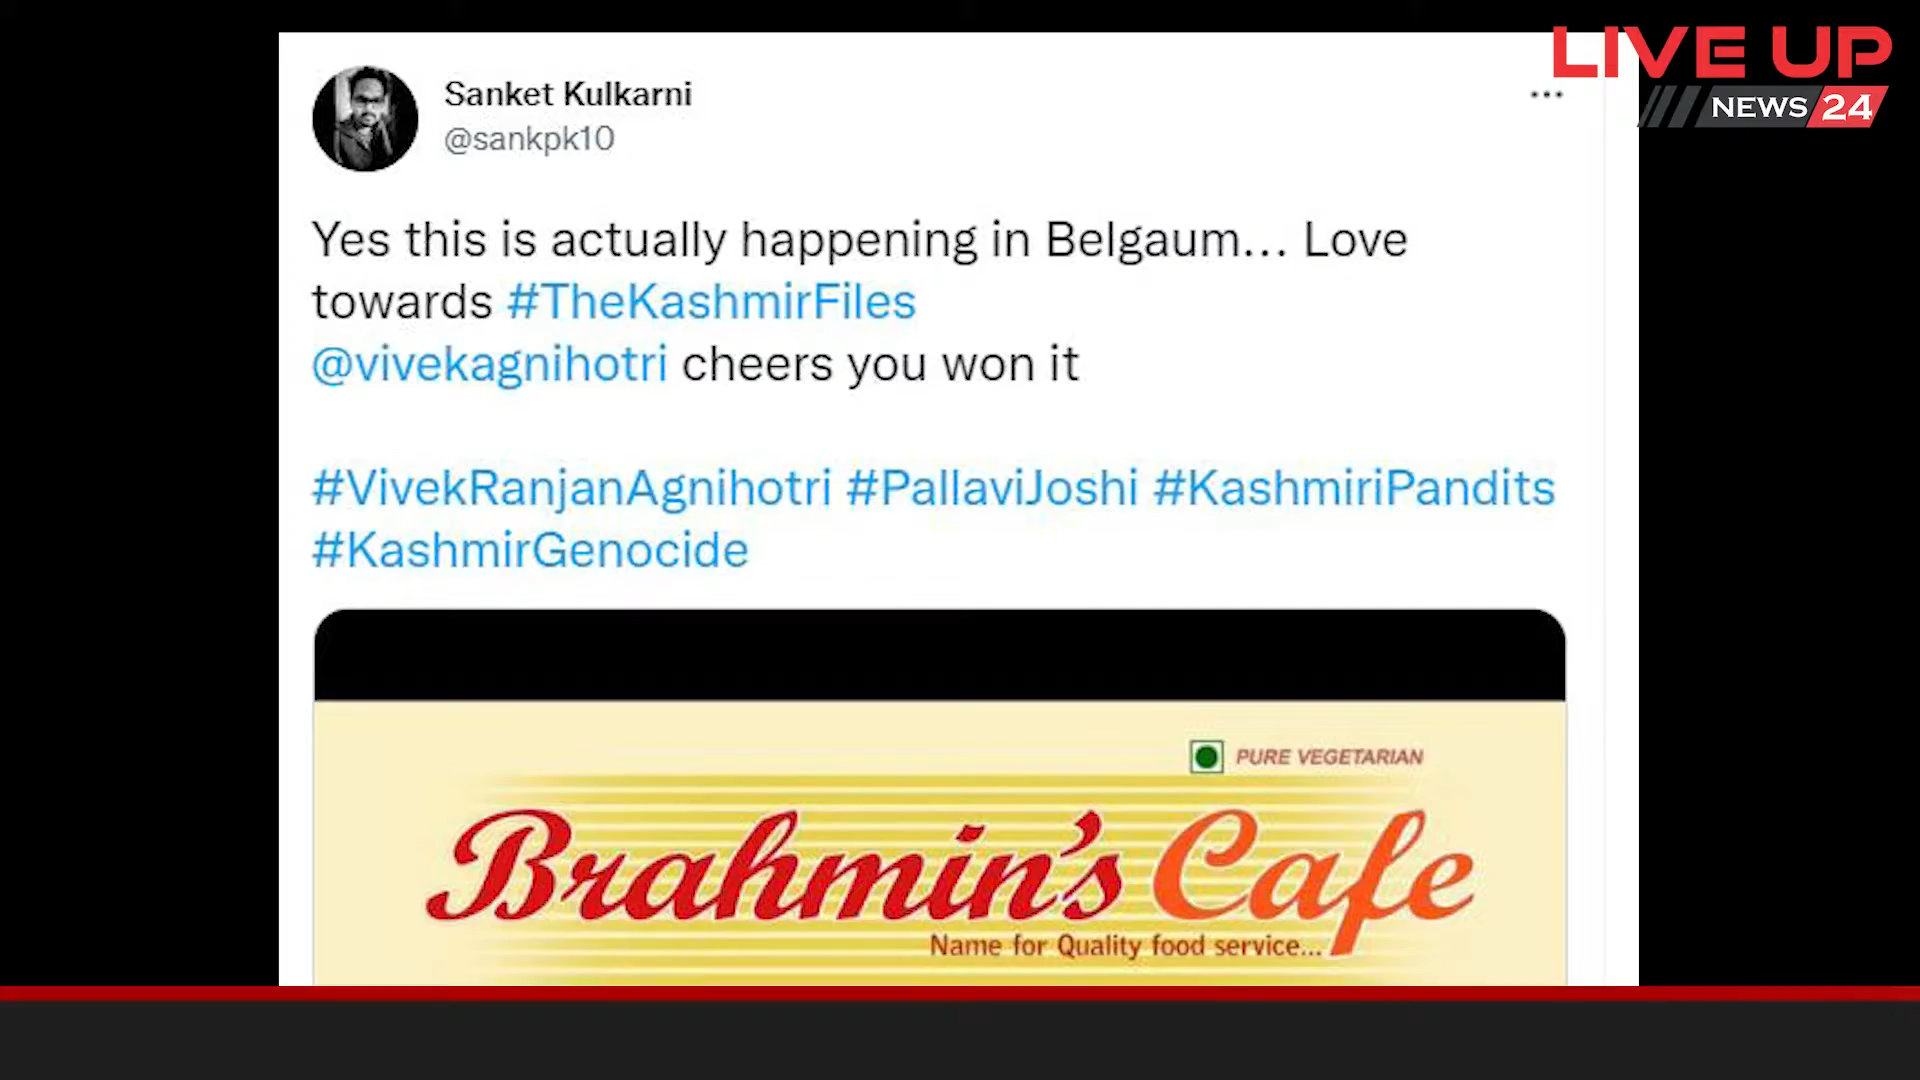 LIVE UP
NEWS 24
Sanket Kulkarni
@sankpk10
Yes this is actually happening in Belgaum... Love
towards #TheKashmirFiles
@vivekagnihotri cheers you won it
#VivekRanjanAgnihotri #PallaviJoshi #KashmiriPandits
#KashmirGenocide
PURE VEGETARIAN
Brahmin's Cafe
Name for Quality food service...